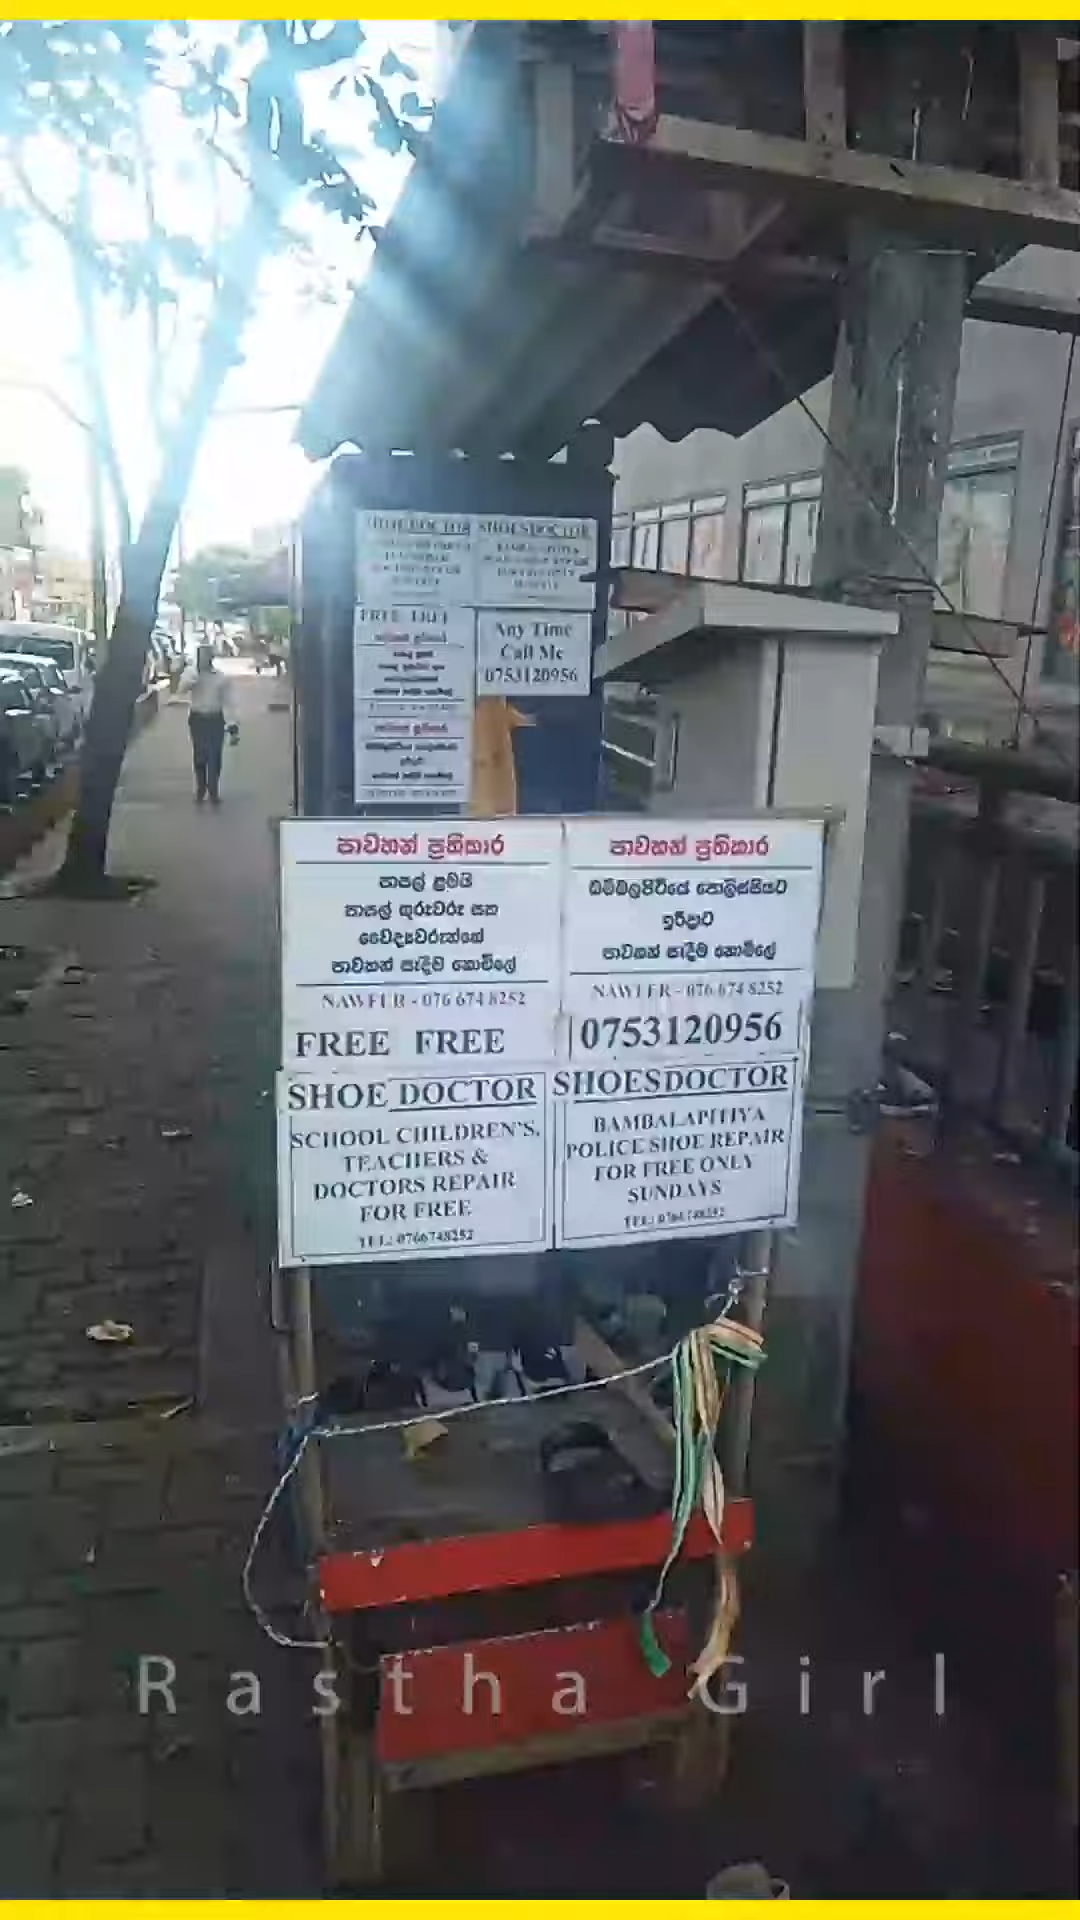 SHOE DOCTOR
SHOESDOCTOR
FREE FREE
Any Time
Call Me
0753120956
පාවහන් ප්‍රතිකාර
පාසල් ළමයි
පාසල් ගුරුවරු සහ
වෛද්‍යවරුන්ගේ
පාවහන් සෑදීම නොමිලේ
NAWFER - 076 674 8252
FREE FREE
පාවහන් ප්‍රතිකාර
බම්බලපිටියේ පොලිස්සියට
ඉරිදාට
පාවහන් සෑදීම නොමිලේ
NAWFER - 076 674 8252
0753120956
SHOE DOCTOR
SCHOOL CHILDREN'S,
TEACHERS &
DOCTORS REPAIR
FOR FREE
TEL: 0766748252
SHOESDOCTOR
BAMBALAPITIYA
POLICE SHOE REPAIR
FOR FREE ONLY
SUNDAYS
TEL: 0766748252
Rastha Girl